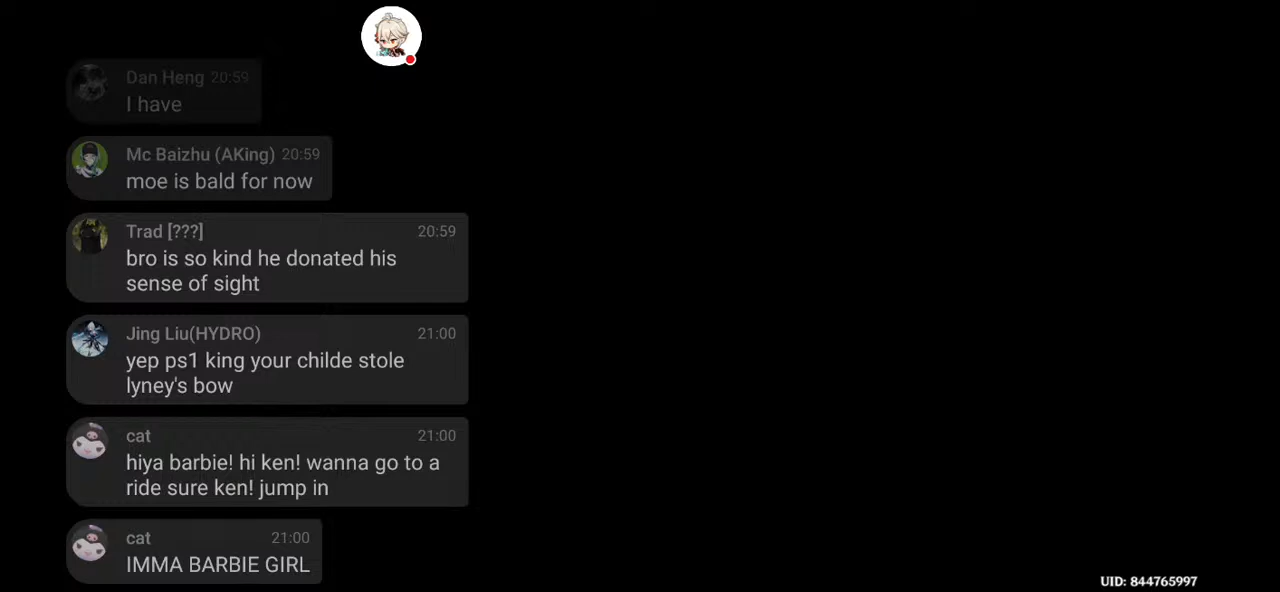 Dan Heng 20:59
I have
Mc Baizhu (AKing) 20:59
moe is bald for now
Trad [???] 20:59
bro is so kind he donated his
sense of sight
Jing Liu(HYDRO) 21:00
yep ps1 king your childe stole
lyney's bow
cat 21:00
hiya barbie! hi ken! wanna go to a
ride sure ken! jump in
cat 21:00
IMMA BARBIE GIRL
UID: 844765997